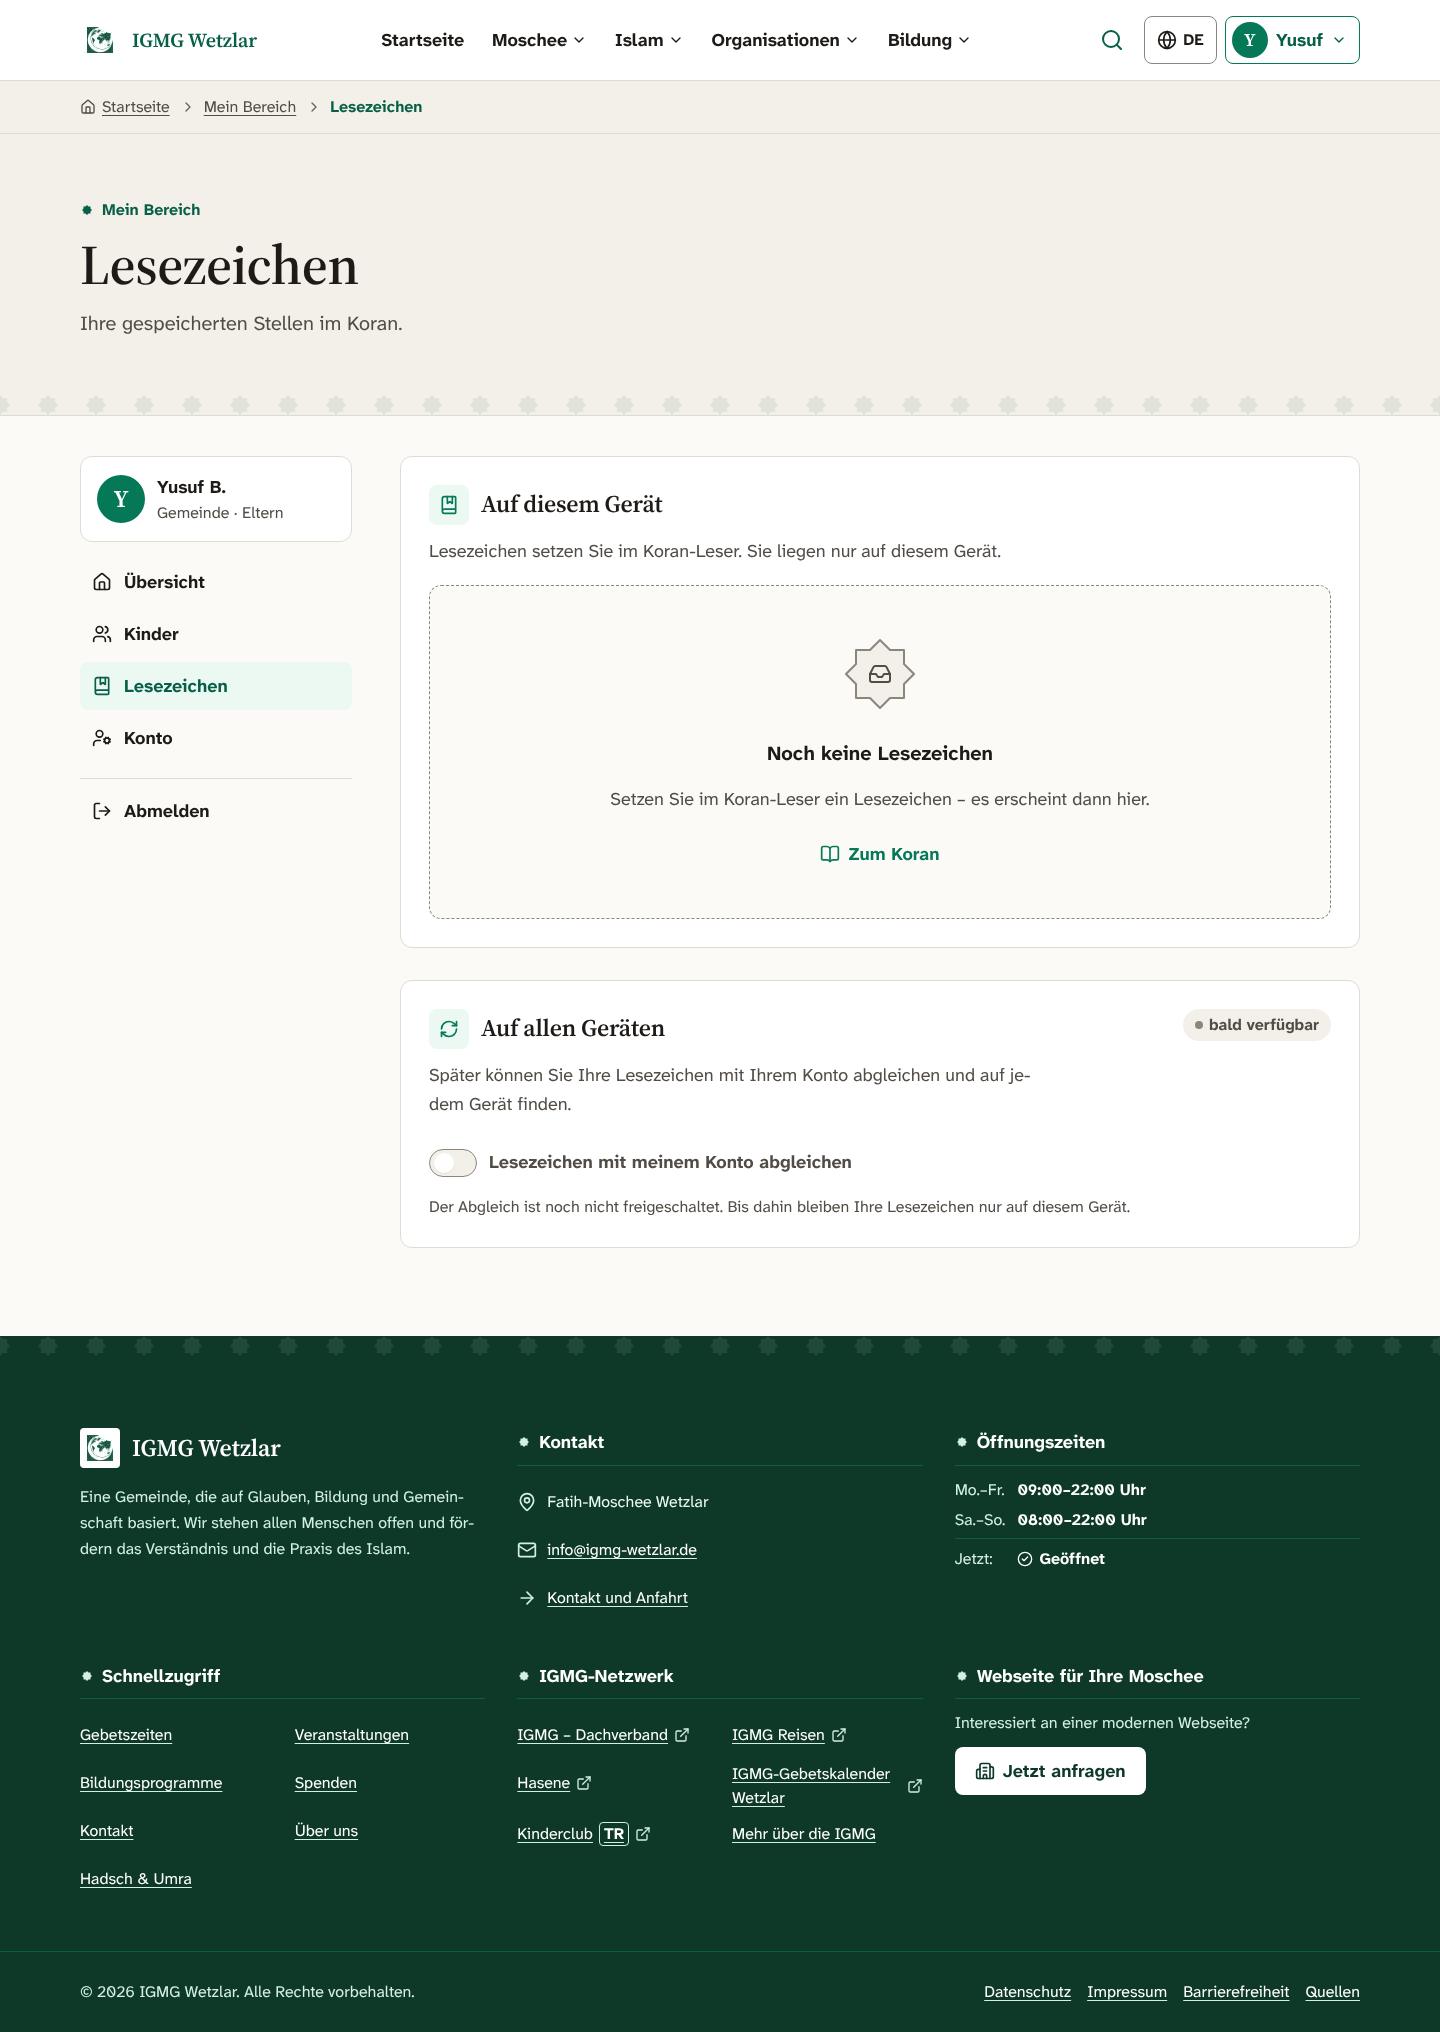 IGMG Wetzlar
Startseite
Moschee
Islam
Organisationen
Bildung
DE
Y
Yusuf
Startseite
Mein Bereich
Lesezeichen
Mein Bereich
Lesezeichen
Ihre gespeicherten Stellen im Koran.
Y
Yusuf B.
Gemeinde · Eltern
Übersicht
Kinder
Lesezeichen
Konto
Abmelden
Auf diesem Gerät
Lesezeichen setzen Sie im Koran-Leser. Sie liegen nur auf diesem Gerät.
Noch keine Lesezeichen
Setzen Sie im Koran-Leser ein Lesezeichen – es erscheint dann hier.
Zum Koran
Auf allen Geräten
bald verfügbar
Später können Sie Ihre Lesezeichen mit Ihrem Konto abgleichen und auf je-
dem Gerät finden.
Lesezeichen mit meinem Konto abgleichen
Der Abgleich ist noch nicht freigeschaltet. Bis dahin bleiben Ihre Lesezeichen nur auf diesem Gerät.
IGMG Wetzlar
Eine Gemeinde, die auf Glauben, Bildung und Gemein-
schaft basiert. Wir stehen allen Menschen offen und för-
dern das Verständnis und die Praxis des Islam.
Kontakt
Fatih-Moschee Wetzlar
info@igmg-wetzlar.de
Kontakt und Anfahrt
Öffnungszeiten
Mo.–Fr. 09:00–22:00 Uhr
Sa.–So. 08:00–22:00 Uhr
Jetzt: Geöffnet
Schnellzugriff
Gebetszeiten
Veranstaltungen
Bildungsprogramme
Spenden
Kontakt
Über uns
Hadsch & Umra
IGMG-Netzwerk
IGMG – Dachverband
IGMG Reisen
Hasene
IGMG-Gebetskalender
Wetzlar
Kinderclub TR
Mehr über die IGMG
Webseite für Ihre Moschee
Interessiert an einer modernen Webseite?
Jetzt anfragen
© 2026 IGMG Wetzlar. Alle Rechte vorbehalten.
Datenschutz
Impressum
Barrierefreiheit
Quellen